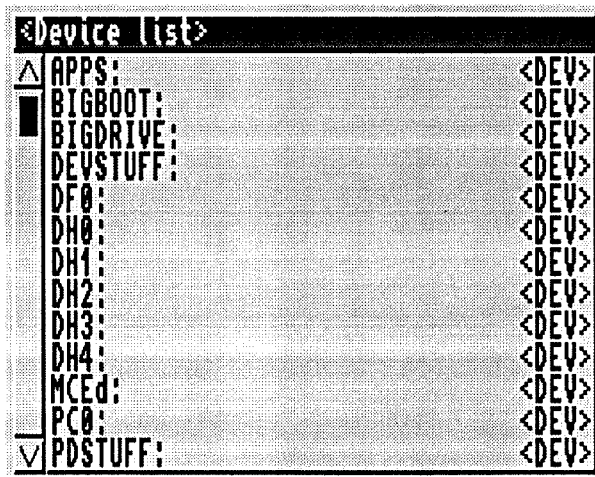 <Device list>
APPS: <DEV>
BIGBOOT: <DEV>
BIGDRIVE: <DEV>
DEVSTUFF: <DEV>
DF0: <DEV>
DH0: <DEV>
DH1: <DEV>
DH2: <DEV>
DH3: <DEV>
DH4: <DEV>
MCEd: <DEV>
PC0: <DEV>
PDSTUFF: <DEV>